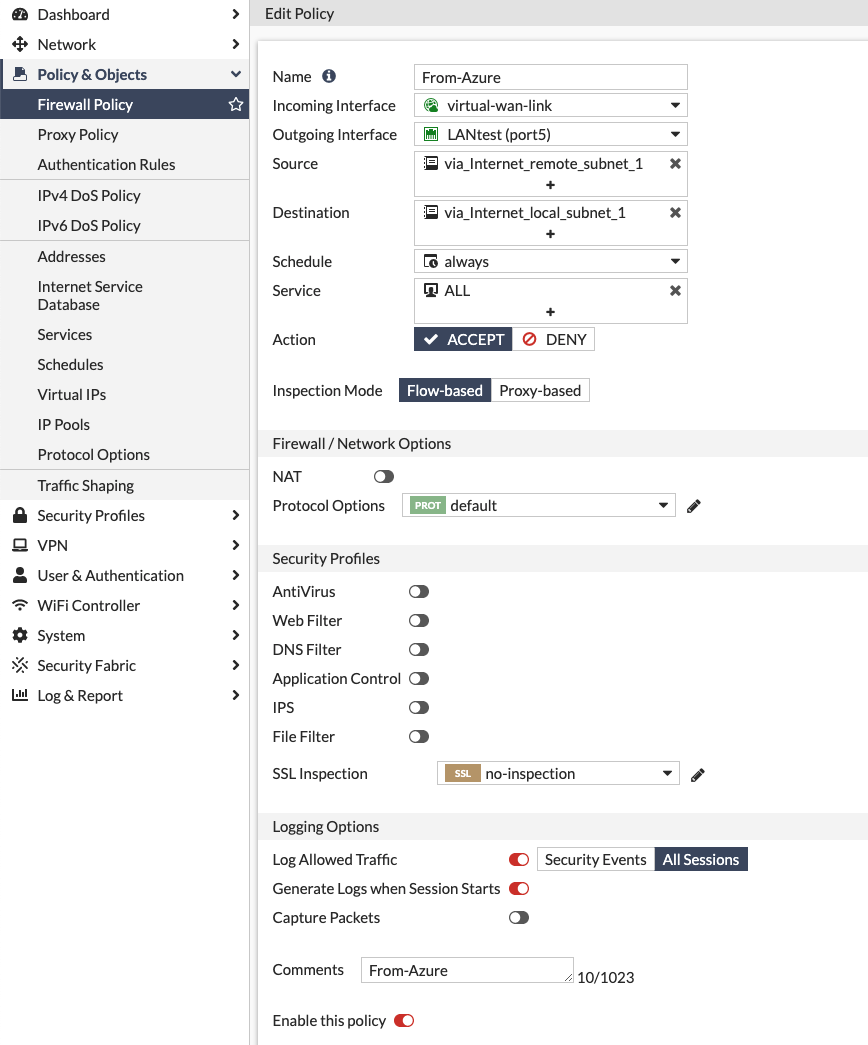 Dashboard
Network
Policy & Objects
Firewall Policy
Proxy Policy
Authentication Rules
IPv4 DoS Policy
IPv6 DoS Policy
Addresses
Internet Service
Database
Services
Schedules
Virtual IPs
IP Pools
Protocol Options
Traffic Shaping
Security Profiles
VPN
User & Authentication
WiFi Controller
System
Security Fabric
Log & Report
Edit Policy
Name From-Azure
Incoming Interface virtual-wan-link
Outgoing Interface LANtest (port5)
Source via_Internet_remote_subnet_1
+
Destination via_Internet_local_subnet_1
+
Schedule always
Service ALL
+
Action ACCEPT DENY
Inspection Mode Flow-based Proxy-based
Firewall / Network Options
NAT
Protocol Options PROT default
Security Profiles
AntiVirus
Web Filter
DNS Filter
Application Control
IPS
File Filter
SSL Inspection SSL no-inspection
Logging Options
Log Allowed Traffic Security Events All Sessions
Generate Logs when Session Starts
Capture Packets
Comments From-Azure 10/1023
Enable this policy